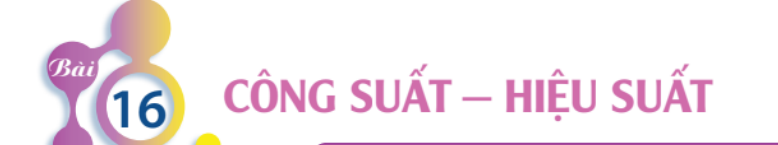 Bài
16
CÔNG SUẤT – HIỆU SUẤT